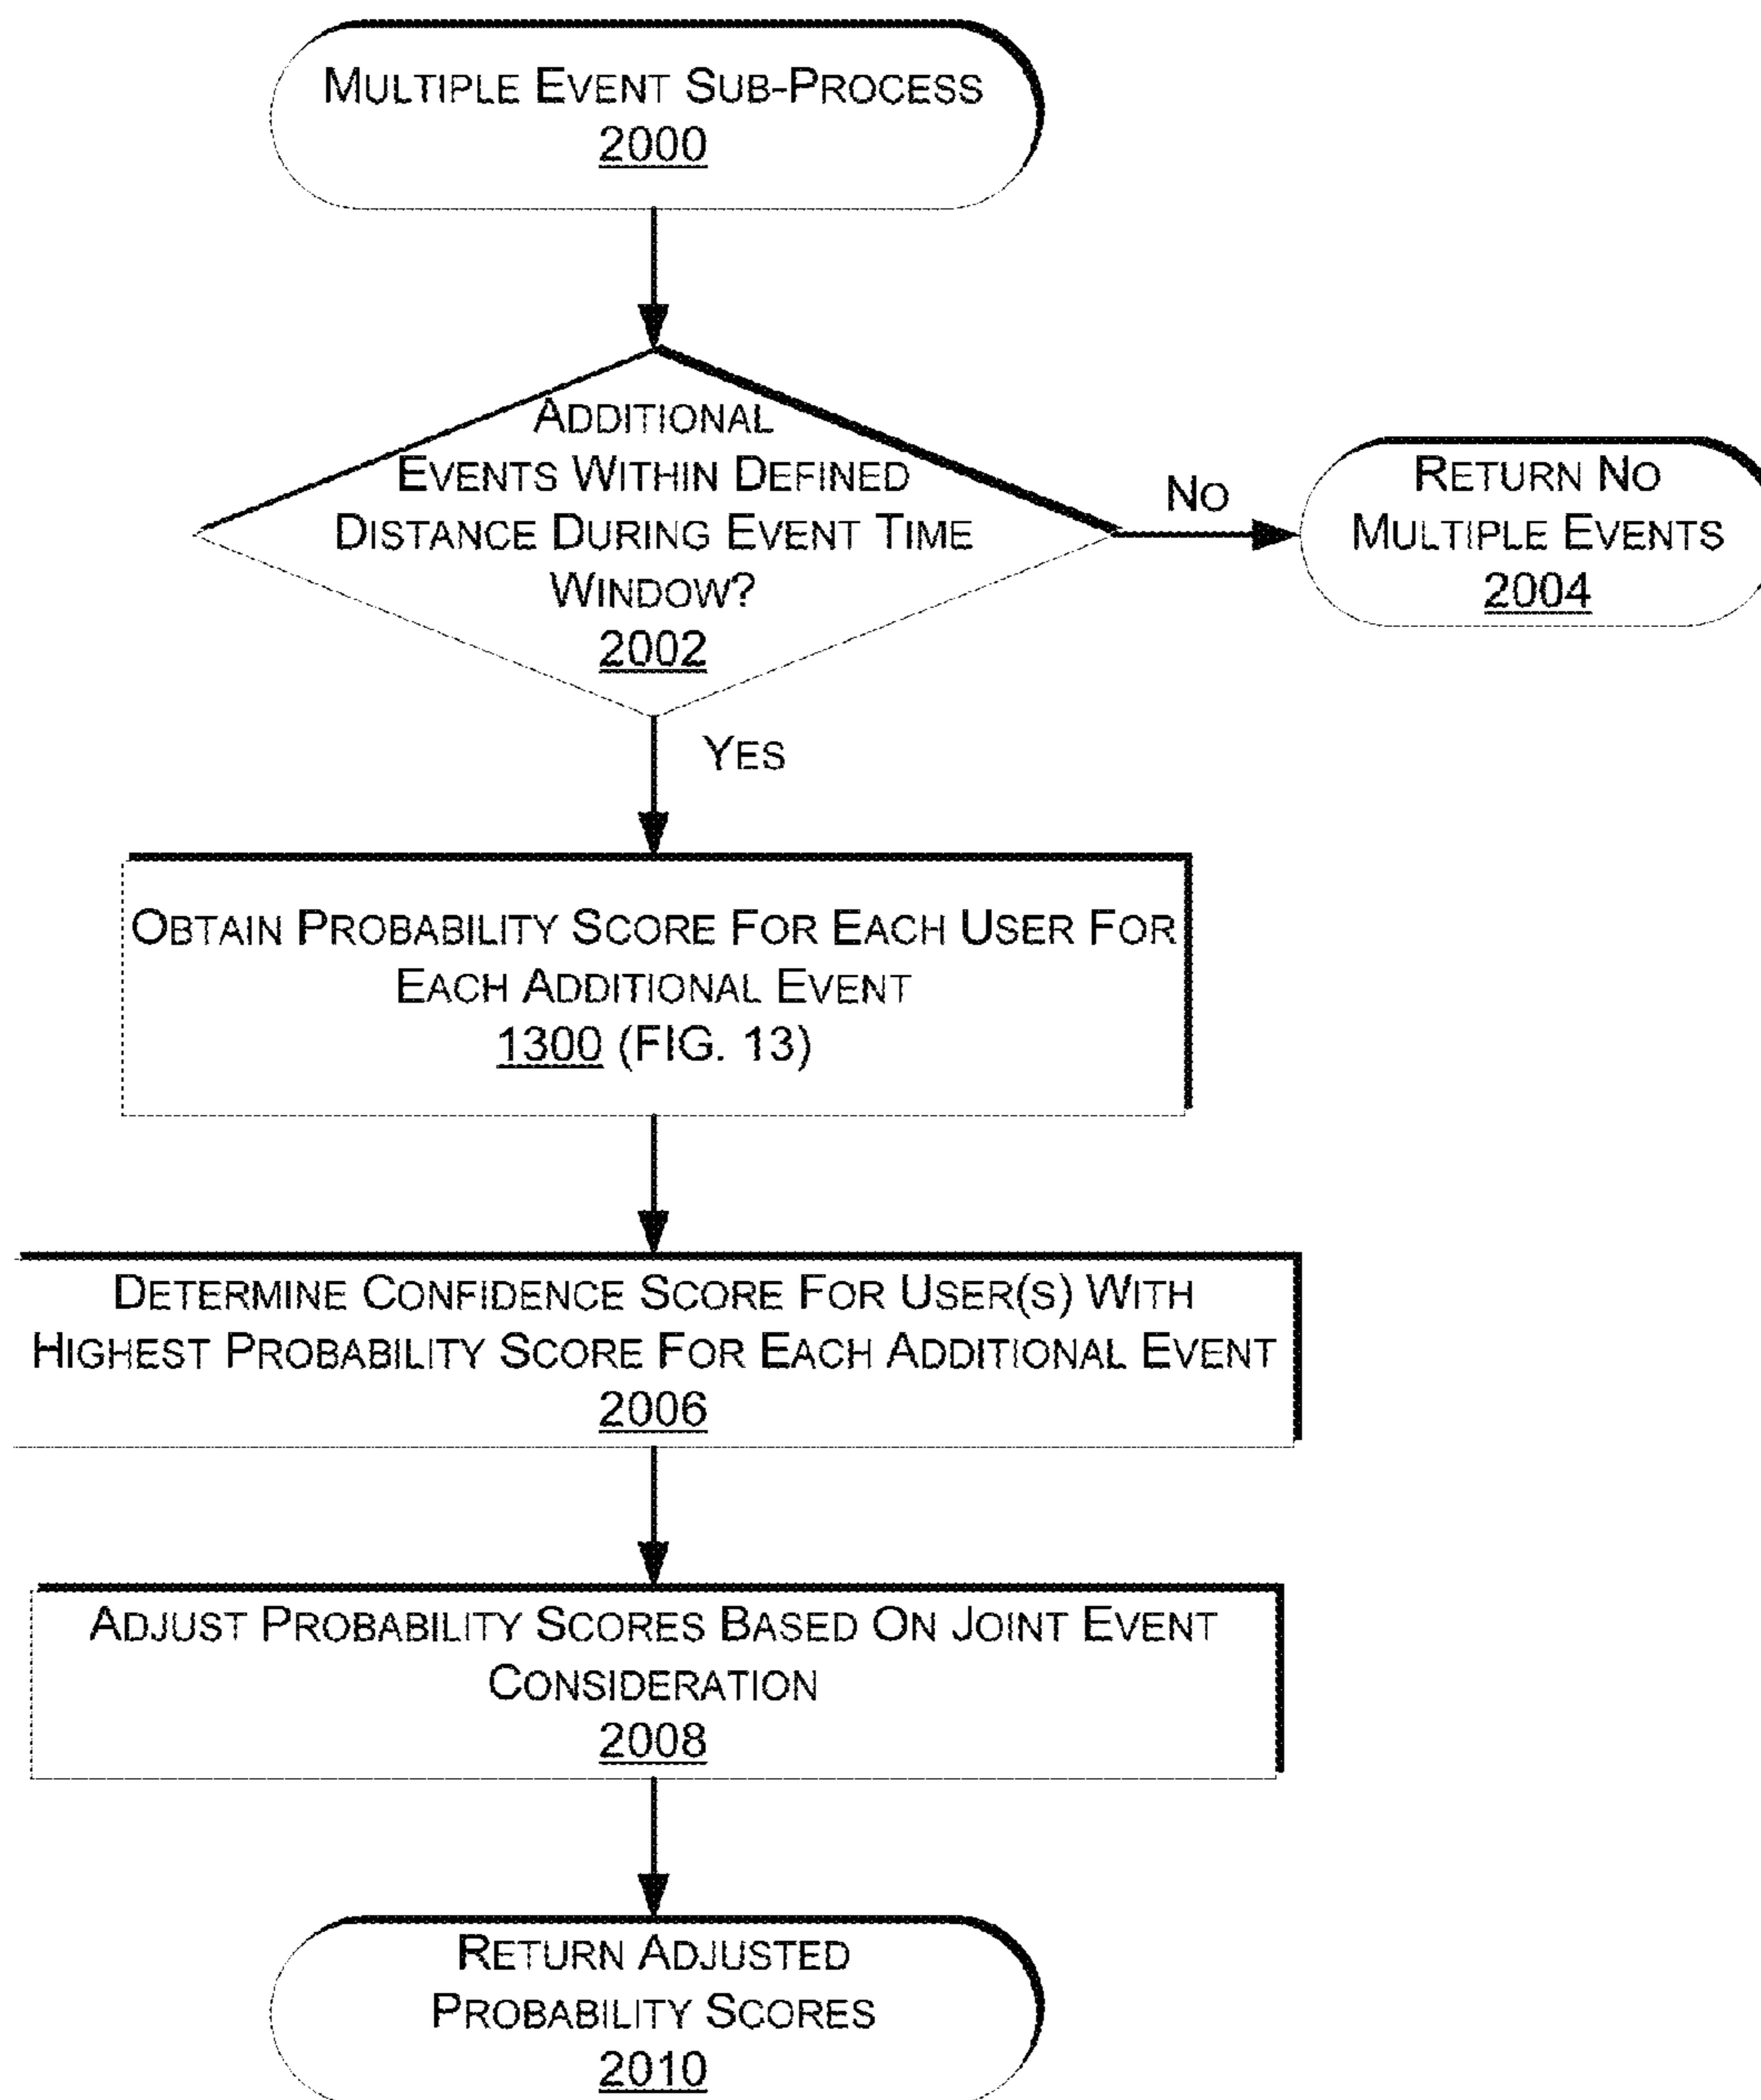 MULTIPLE EVENT SUB-PROCESS
2000
ADDITIONAL
EVENTS WITHIN DEFINED
DISTANCE DURING EVENT TIME
WINDOW?
2002
NO
RETURN NO
MULTIPLE EVENTS
2004
YES
OBTAIN PROBABILITY SCORE FOR EACH USER FOR
EACH ADDITIONAL EVENT
1300 (FIG. 13)
DETERMINE CONFIDENCE SCORE FOR USER(S) WITH
HIGHEST PROBABILITY SCORE FOR EACH ADDITIONAL EVENT
2006
ADJUST PROBABILITY SCORES BASED ON JOINT EVENT
CONSIDERATION
2008
RETURN ADJUSTED
PROBABILITY SCORES
2010